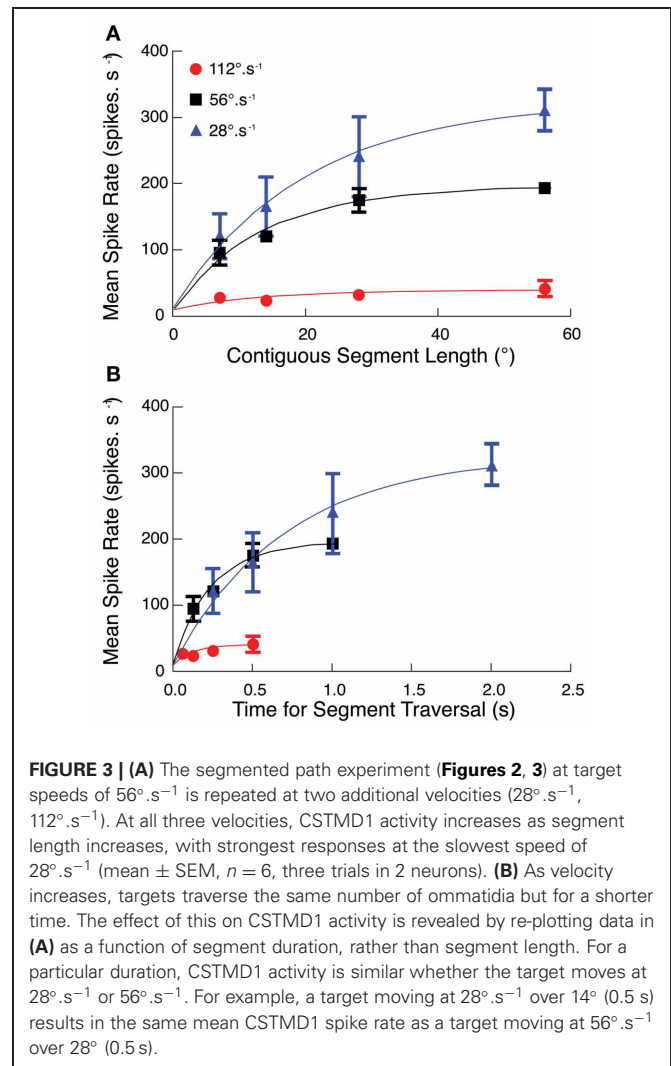 A
400
300
200
100
0
Mean Spike Rate (spikes. s⁻¹)
112°.s⁻¹
56°.s⁻¹
28°.s⁻¹
0 20 40 60
Contiguous Segment Length (°)
B
400
300
200
100
0
Mean Spike Rate (spikes. s⁻¹)
0.0 0.5 1.0 1.5 2.0 2.5
Time for Segment Traversal (s)
FIGURE 3 | (A) The segmented path experiment (Figures 2, 3) at target
speeds of 56°.s⁻¹ is repeated at two additional velocities (28°.s⁻¹,
112°.s⁻¹). At all three velocities, CSTMD1 activity increases as segment
length increases, with strongest responses at the slowest speed of
28°.s⁻¹ (mean ± SEM, n = 6, three trials in 2 neurons). (B) As velocity
increases, targets traverse the same number of ommatidia but for a shorter
time. The effect of this on CSTMD1 activity is revealed by re-plotting data in
(A) as a function of segment duration, rather than segment length. For a
particular duration, CSTMD1 activity is similar whether the target moves at
28°.s⁻¹ or 56°.s⁻¹. For example, a target moving at 28°.s⁻¹ over 14° (0.5 s)
results in the same mean CSTMD1 spike rate as a target moving at 56°.s⁻¹
over 28° (0.5 s).